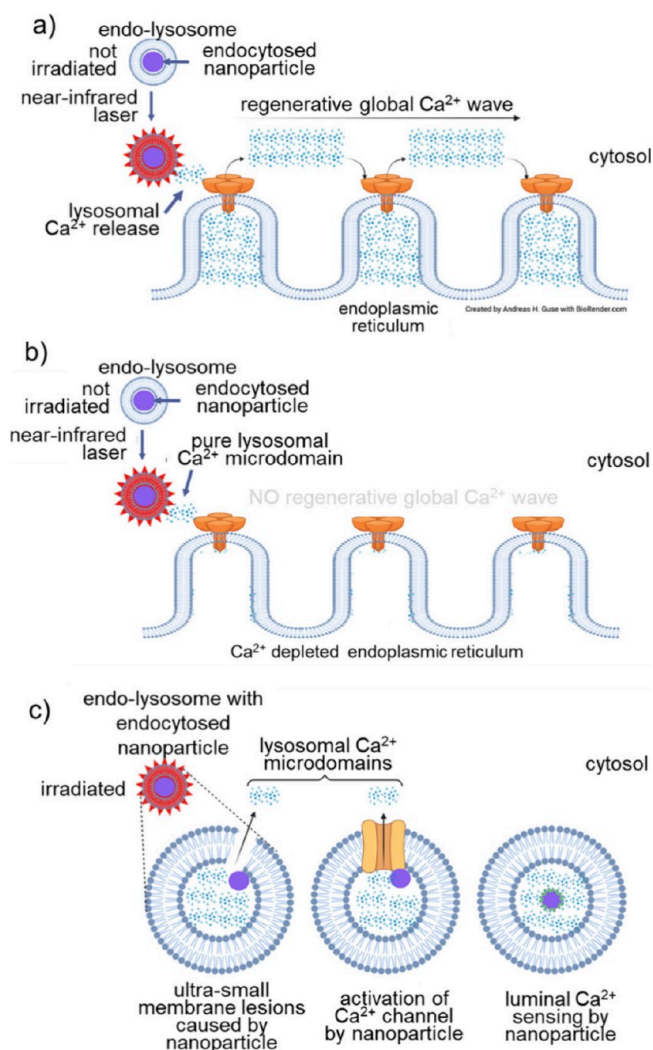 a)
endo-lysosome
not
irradiated
endocytosed
nanoparticle
near-infrared
laser
regenerative global Ca²⁺ wave
cytosol
lysosomal
Ca²⁺ release
endoplasmic
reticulum
Created by Andreas H. Guse with BioRender.com
b)
endo-lysosome
not
irradiated
endocytosed
nanoparticle
near-infrared
laser
pure lysosomal
Ca²⁺ microdomain
cytosol
NO regenerative global Ca²⁺ wave
Ca²⁺ depleted endoplasmic reticulum
c)
endo-lysosome with
endocytosed
nanoparticle
irradiated
lysosomal Ca²⁺
microdomains
cytosol
ultra-small
membrane lesions
caused by
nanoparticle
activation of
Ca²⁺ channel
by nanoparticle
luminal Ca²⁺
sensing by
nanoparticle